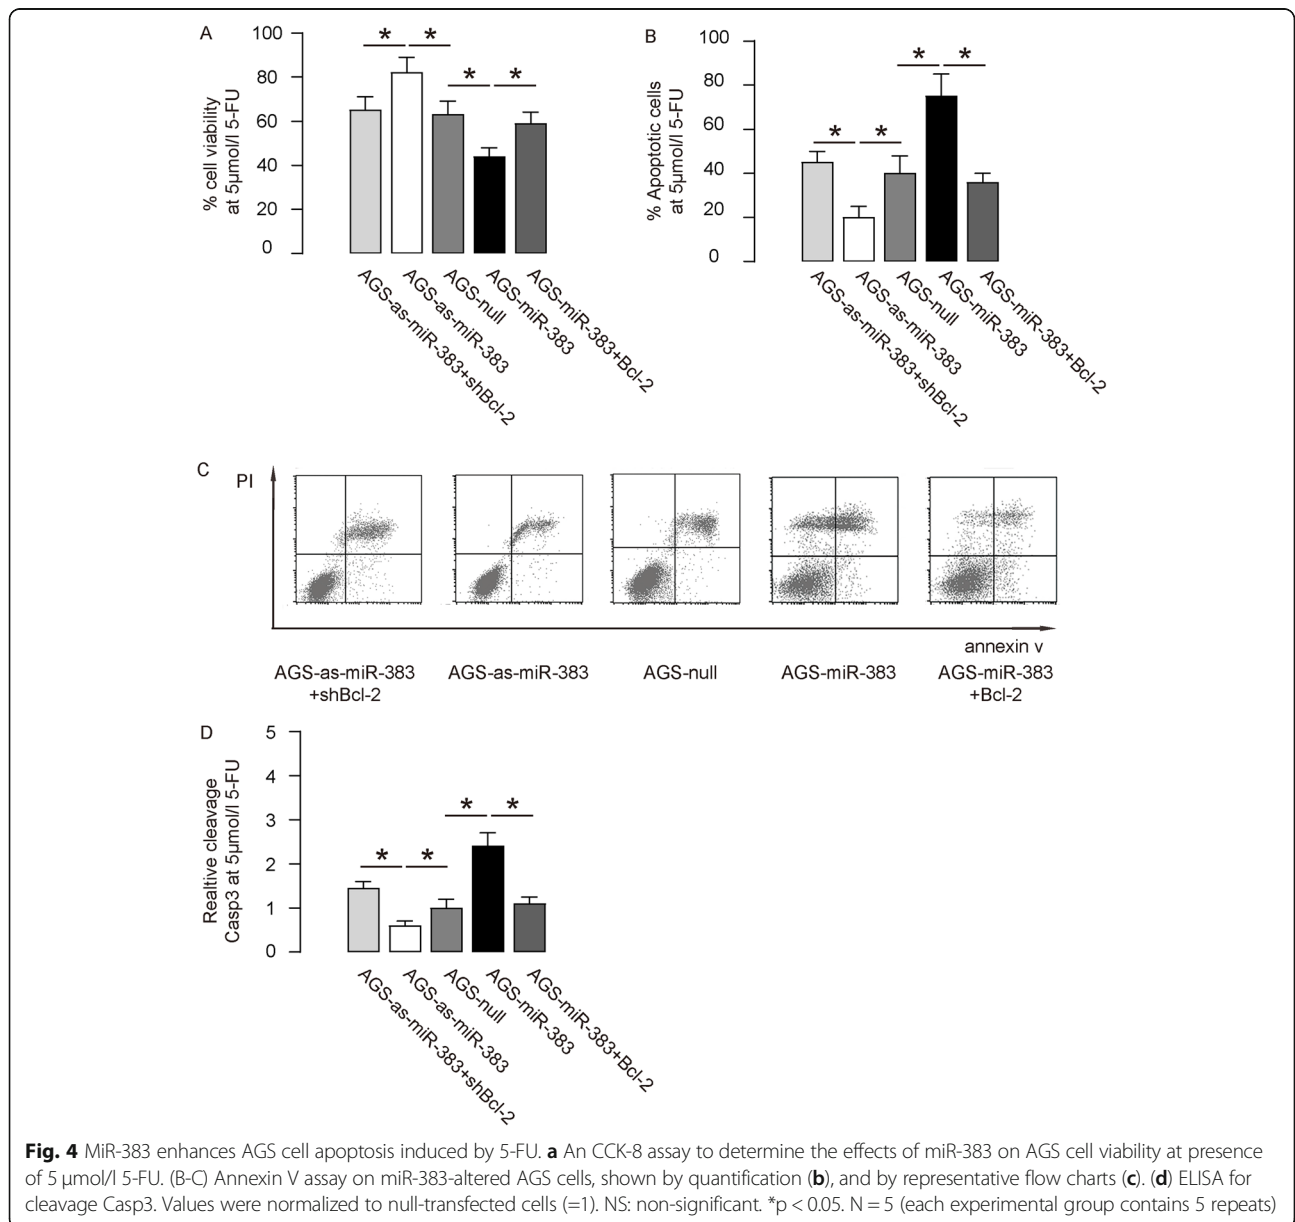 A
% cell viability
at 5μmol/l 5-FU
100
80
60
40
20
0
* * * *
AGS-as-miR-383+shBcl-2
AGS-as-miR-383
AGS-null
AGS-miR-383
AGS-miR-383+Bcl-2
B
% Apoptotic cells
at 5μmol/l 5-FU
100
80
60
40
20
0
* * * *
AGS-as-miR-383+shBcl-2
AGS-as-miR-383
AGS-null
AGS-miR-383
AGS-miR-383+Bcl-2
C
PI
annexin v
AGS-as-miR-383
+shBcl-2
AGS-as-miR-383
AGS-null
AGS-miR-383
AGS-miR-383
+Bcl-2
D
Realtive cleavage
Casp3 at 5μmol/l 5-FU
5
4
3
2
1
0
* * * *
AGS-as-miR-383+shBcl-2
AGS-as-miR-383
AGS-null
AGS-miR-383
AGS-miR-383+Bcl-2
Fig. 4 MiR-383 enhances AGS cell apoptosis induced by 5-FU. a An CCK-8 assay to determine the effects of miR-383 on AGS cell viability at presence
of 5 μmol/l 5-FU. (B-C) Annexin V assay on miR-383-altered AGS cells, shown by quantification (b), and by representative flow charts (c). (d) ELISA for
cleavage Casp3. Values were normalized to null-transfected cells (=1). NS: non-significant. *p < 0.05. N = 5 (each experimental group contains 5 repeats)